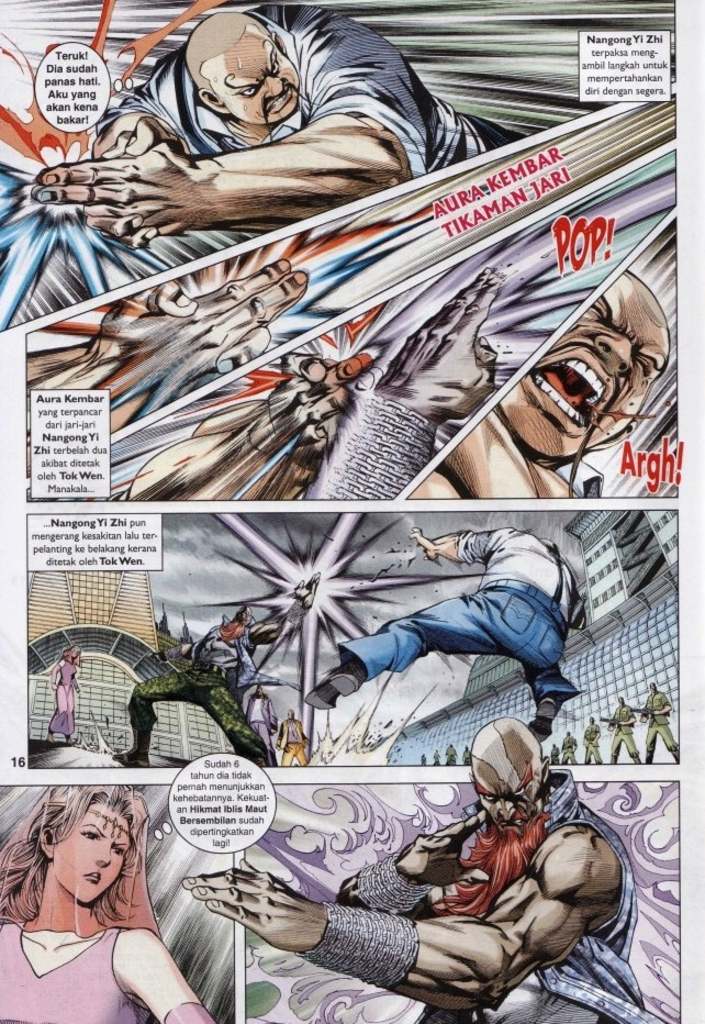 Teruk!
Dia sudah
panas hati.
Aku yang
akan kena
bakar!
Nangong Yi Zhi
terpaksa meng-
ambil langkah untuk
mempertahankan
diri dengan segera.
AURA KEMBAR
TIKAMAN JARI
POP!
Argh!
Aura Kembar
yang terpancar
dari jari-jari
Nangong Yi
Zhi terbelah dua
akibat ditetak
oleh Tok Wen.
Manakala...
...Nangong Yi Zhi pun
mengerang kesakitan lalu ter-
pelanting ke belakang kerana
ditetak oleh Tok Wen.
16
Sudah 6
tahun dia tidak
pernah menunjukkan
kehebatannya. Kekuat-
an Hikmat Iblis Maut
Bersembilan sudah
dipertingkatkan
lagi!